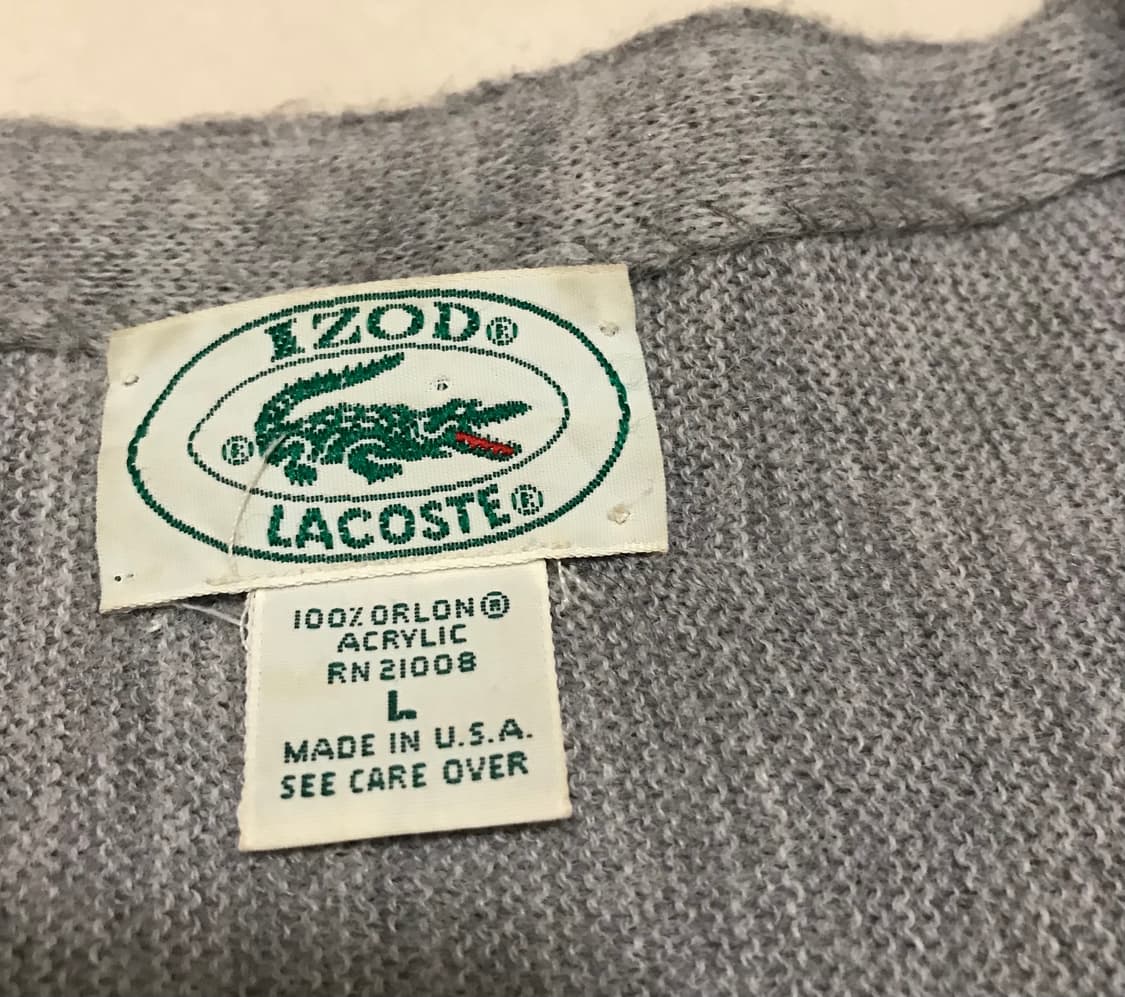 IZOD®
®
LACOSTE®
100% ORLON®
ACRYLIC
RN 21008
L
MADE IN U.S.A.
SEE CARE OVER